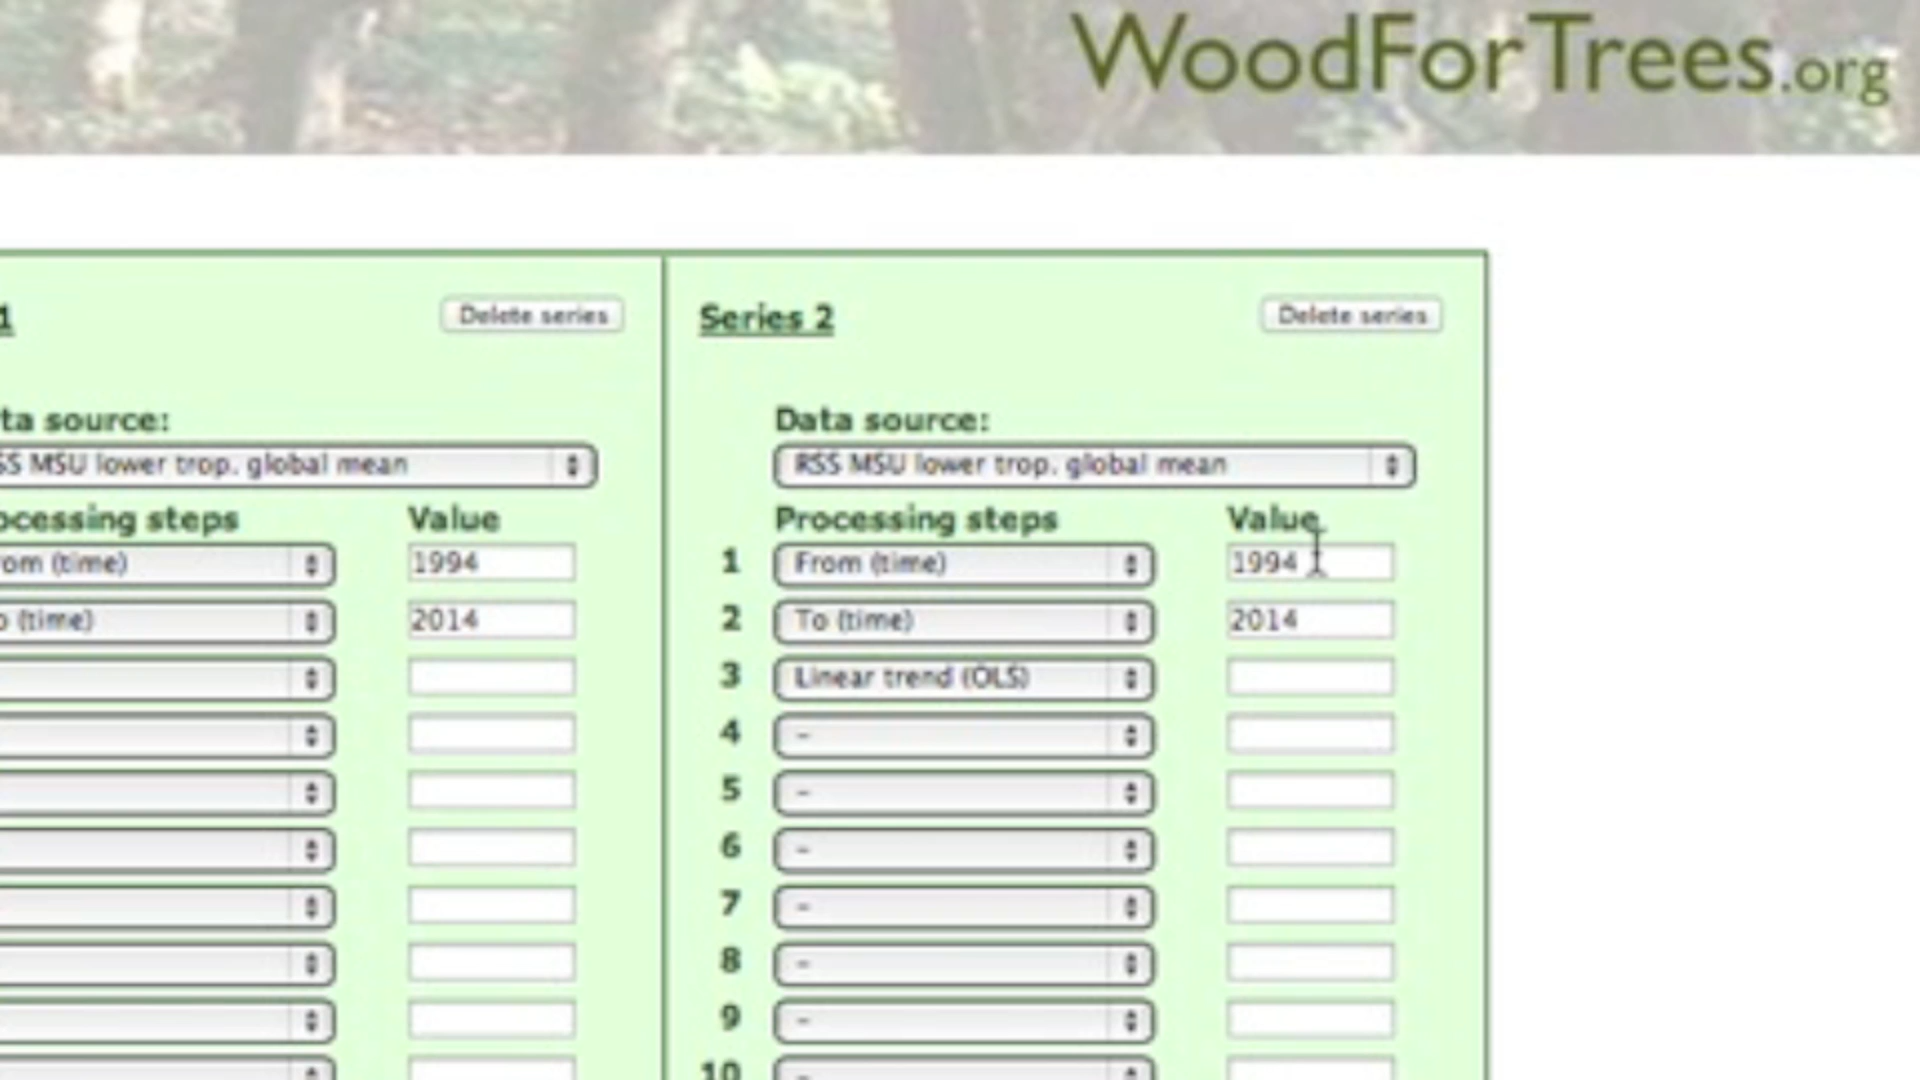 WoodForTrees.org
1 Delete series
ta source:
SS MSU lower trop. global mean
ocessing steps Value
om (time) 1994
o (time) 2014
Series 2 Delete series
Data source:
RSS MSU lower trop. global mean
Processing steps Value
1 From (time) 1994
2 To (time) 2014
3 Linear trend (OLS)
4 -
5 -
6 -
7 -
8 -
9 -
10 -